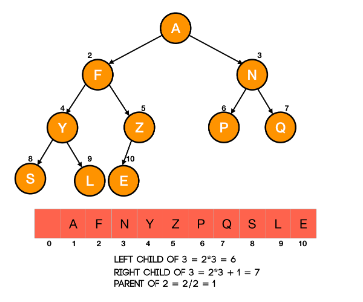 A
2
3
F
N
4
5
6
7
Y
Z
P
Q
8
9
10
S
L
E
A F N Y Z P Q S L E
0 1 2 3 4 5 6 7 8 9 10
LEFT CHILD OF 3 = 2*3 = 6
RIGHT CHILD OF 3 = 2*3 + 1 = 7
PARENT OF 2 = 2/2 = 1